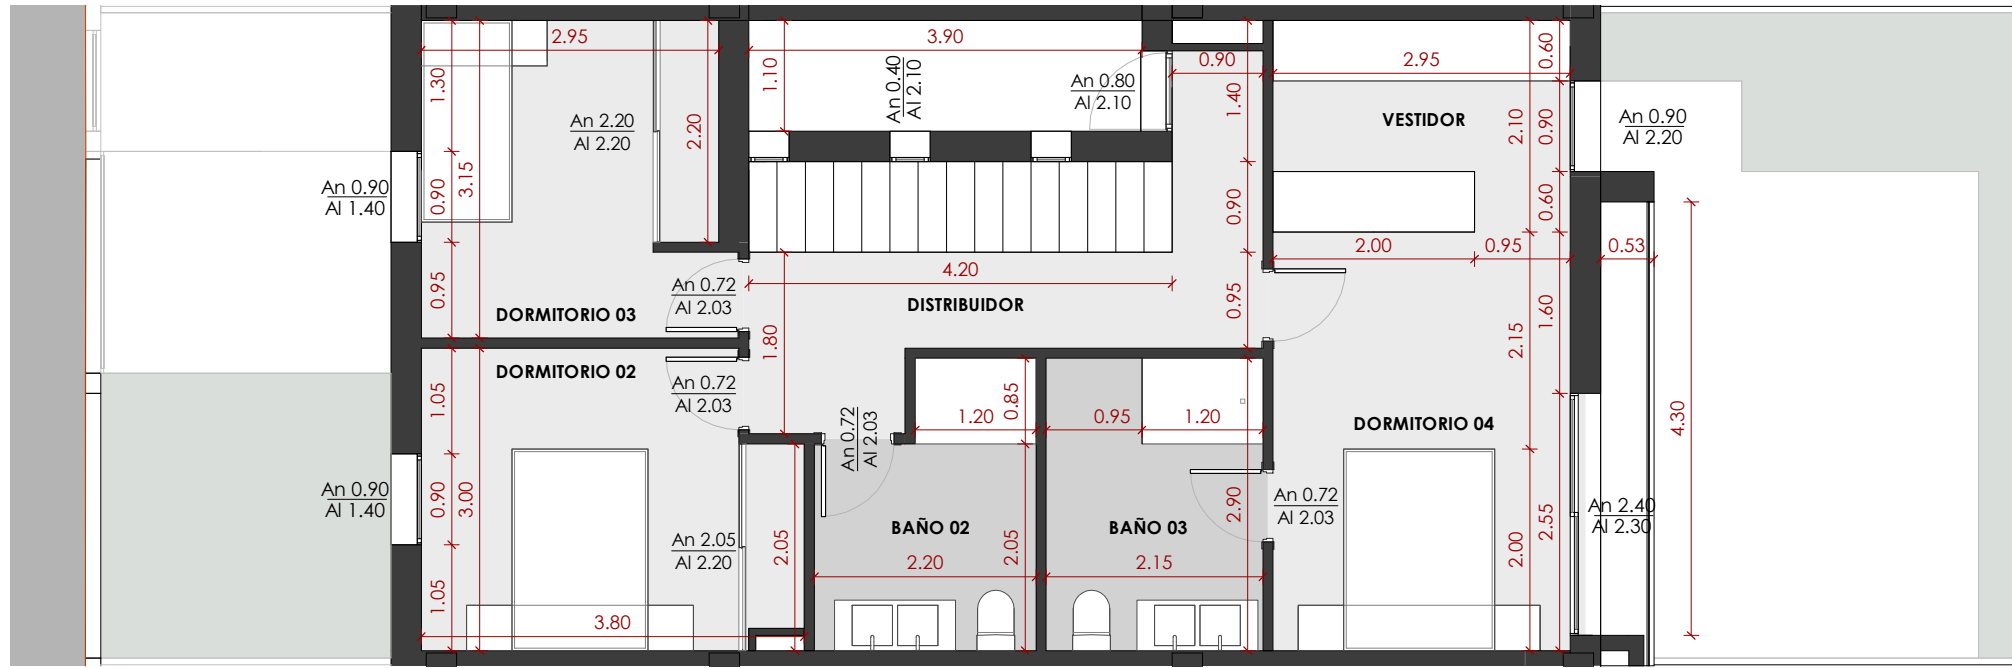 2.95
3.90
0.90
2.95
0.60
1.30
An 2.20
Al 2.20
2.20
1.10
An 0.40
Al 2.10
An 0.80
Al 2.10
1.40
VESTIDOR
2.10
0.90
An 0.90
Al 2.20
An 0.90
Al 1.40
0.90
3.15
0.90
0.60
2.00
0.95
0.53
0.95
An 0.72
Al 2.03
4.20
DISTRIBUIDOR
0.95
1.60
DORMITORIO 03
1.80
2.15
DORMITORIO 02
An 0.72
Al 2.03
1.05
An 0.72
Al 2.03
1.20
0.85
0.95
1.20
DORMITORIO 04
4.30
An 0.90
Al 1.40
0.90
3.00
An 2.05
Al 2.20
2.05
BAÑO 02
2.20
2.05
BAÑO 03
2.15
2.90
An 0.72
Al 2.03
2.00
2.55
An 2.40
Al 2.30
1.05
3.80